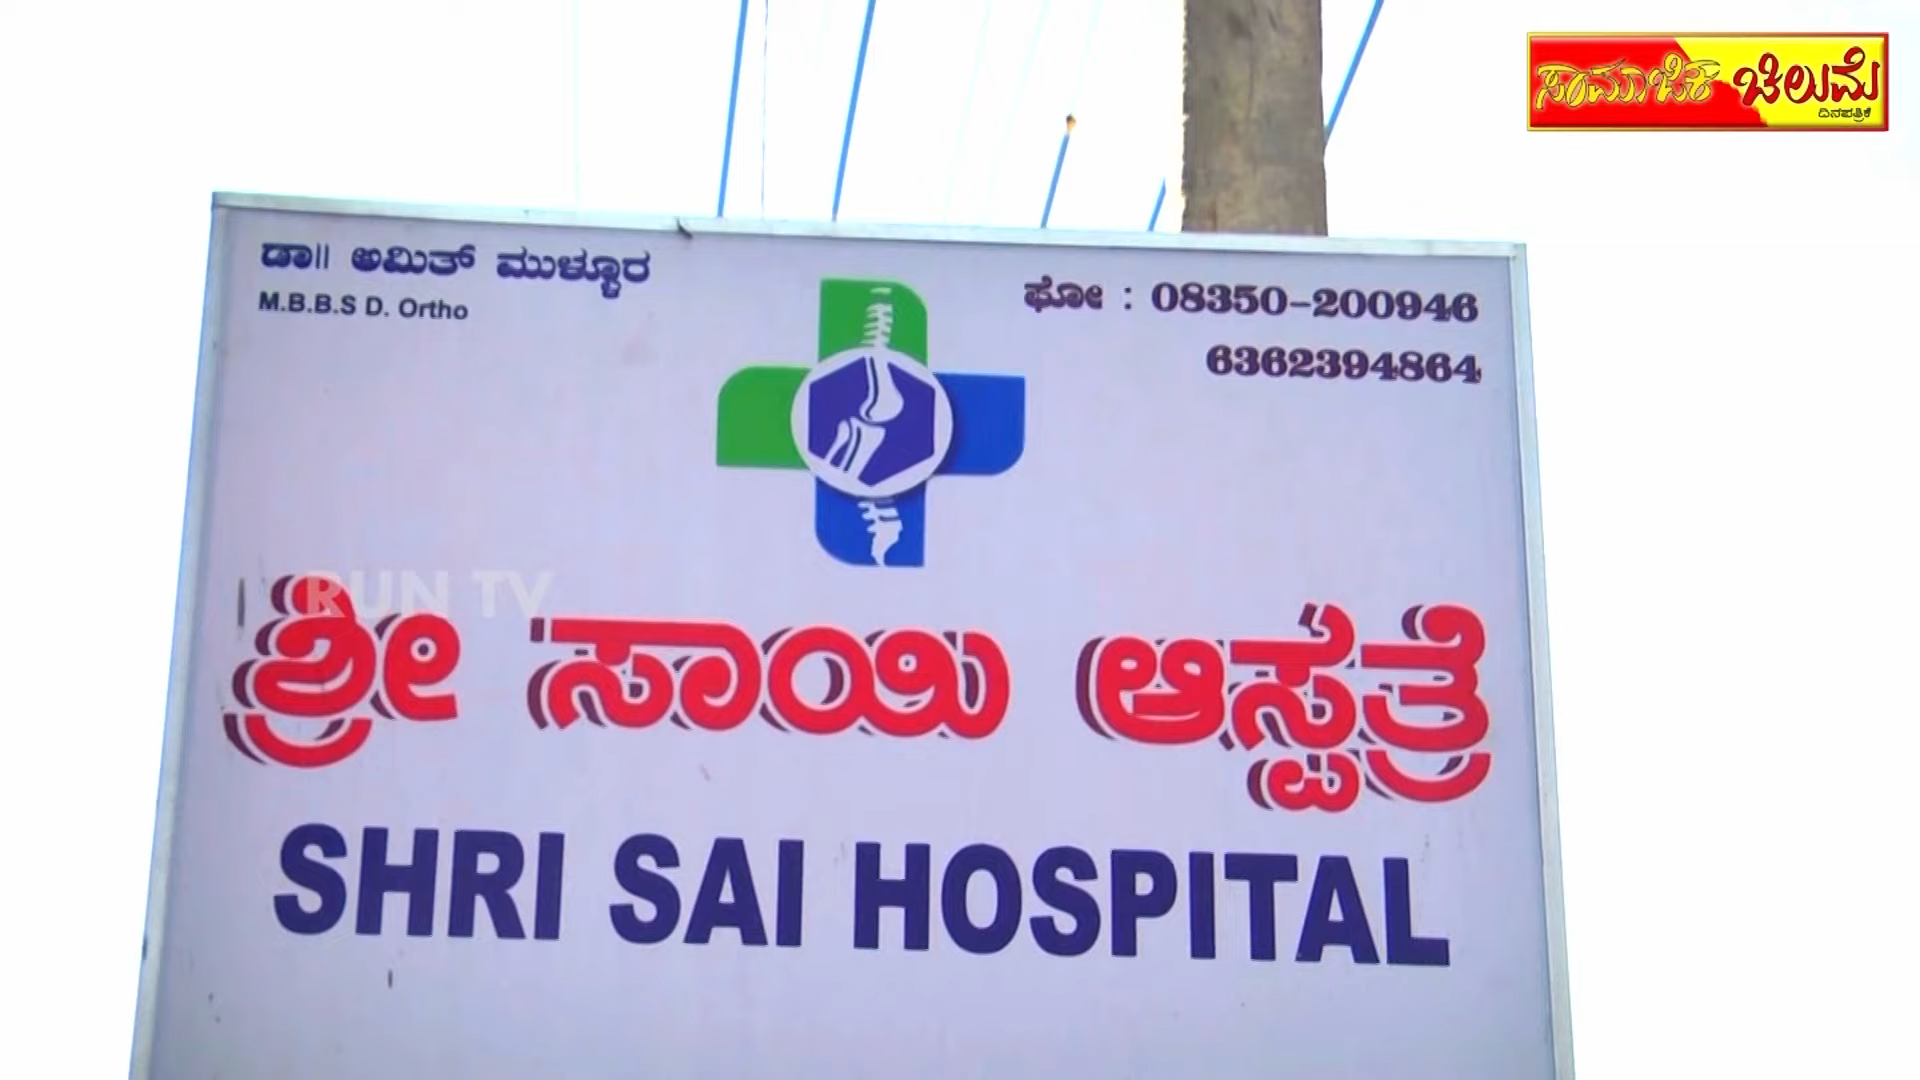 ಸಾಮಾಜಿಕ ಚಿಲುಮೆ
ದಿನಪತ್ರಿಕೆ
ಡಾ॥ ಅಮಿತ್ ಮುಳ್ಳೂರ
M.B.B.S D. Ortho
ಫೋ : 08350-200946
6362394864
RUN TV
ಶ್ರೀ ಸಾಯಿ ಆಸ್ಪತ್ರೆ
SHRI SAI HOSPITAL